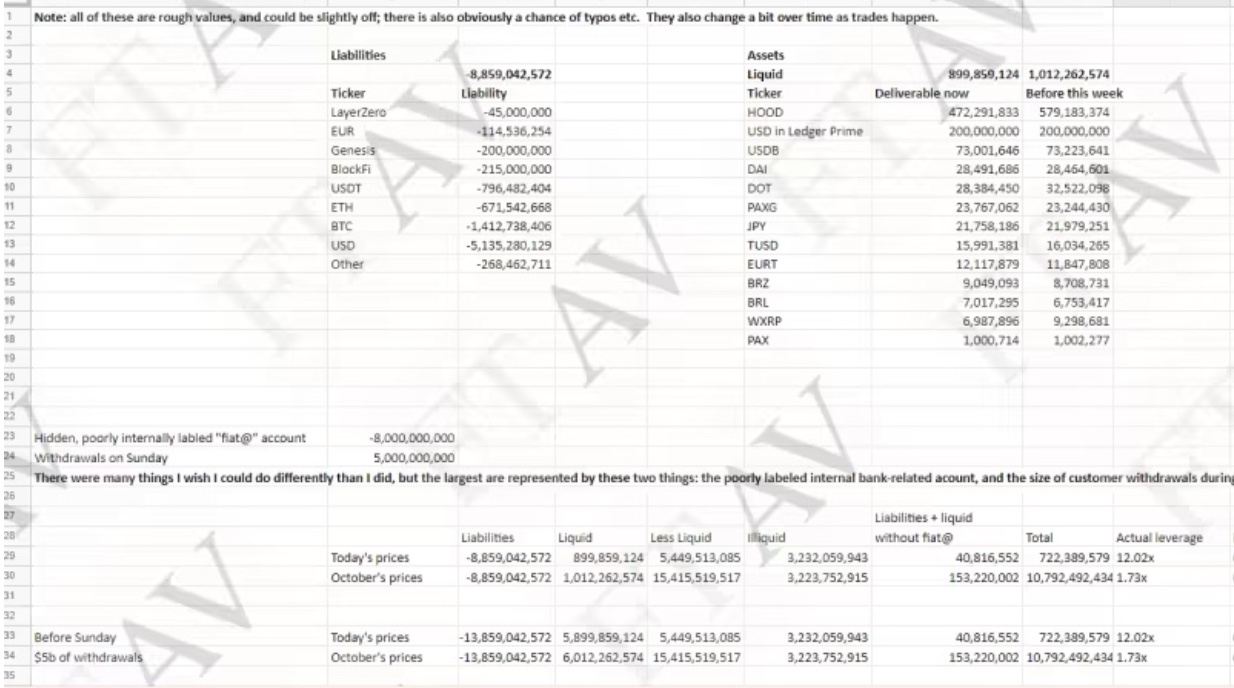 1 Note: all of these are rough values, and could be slightly off; there is also obviously a chance of typos etc. They also change a bit over time as trades happen.
2
3 Liabilities Assets
4 -8,859,042,572 Liquid 899,859,124 1,012,262,574
5 Ticker Liability Ticker Deliverable now Before this week
6 LayerZero -45,000,000 HOOD 472,291,833 579,183,374
7 EUR -114,536,254 USD in Ledger Prime 200,000,000 200,000,000
8 Genesis -200,000,000 USDB 73,001,646 73,223,641
9 BlockFi -215,000,000 DAI 28,491,686 28,464,601
10 USDT -796,482,404 DOT 28,384,450 32,522,098
11 ETH -671,542,668 PAXG 23,767,062 23,244,430
12 BTC -1,412,738,406 JPY 21,758,186 21,979,251
13 USD -5,135,280,129 TUSD 15,991,381 16,034,265
14 Other -268,462,711 EURT 12,117,879 11,847,808
15 BRZ 9,049,093 8,708,731
16 BRL 7,017,295 6,753,417
17 WXRP 6,987,896 9,298,681
18 PAX 1,000,714 1,002,277
19
20
21
22
23 Hidden, poorly internally labled "fiat@" account -8,000,000,000
24 Withdrawals on Sunday 5,000,000,000
25 There were many things I wish I could do differently than I did, but the largest are represented by these two things: the poorly labeled internal bank-related acount, and the size of customer withdrawals during
26
27 Liabilities + liquid
28 Liabilities Liquid Less Liquid Illiquid without fiat@ Total Actual leverage
29 Today's prices -8,859,042,572 899,859,124 5,449,513,085 3,232,059,943 40,816,552 722,389,579 12.02x
30 October's prices -8,859,042,572 1,012,262,574 15,415,519,517 3,223,752,915 153,220,002 10,792,492,434 1.73x
31
32
33 Before Sunday Today's prices -13,859,042,572 5,899,859,124 5,449,513,085 3,232,059,943 40,816,552 722,389,579 12.02x
34 $5b of withdrawals October's prices -13,859,042,572 6,012,262,574 15,415,519,517 3,223,752,915 153,220,002 10,792,492,434 1.73x
35
FT AV